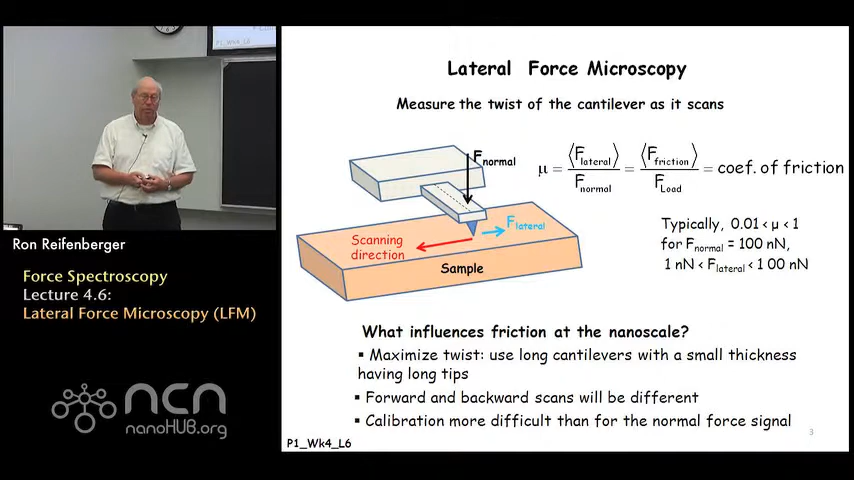 P1_Wk4_L6
Ron Reifenberger
Force Spectroscopy
Lecture 4.6:
Lateral Force Microscopy (LFM)
ncn
nanoHUB.org
Lateral Force Microscopy
Measure the twist of the cantilever as it scans
Fnormal
μ = ⟨Flateral⟩/Fnormal = ⟨Ffriction⟩/FLoad = coef. of friction
Flateral
Scanning
direction
Sample
Typically, 0.01 < μ < 1
for Fnormal = 100 nN,
1 nN < Flateral < 1 00 nN
What influences friction at the nanoscale?
▪ Maximize twist: use long cantilevers with a small thickness
having long tips
▪ Forward and backward scans will be different
▪ Calibration more difficult than for the normal force signal
P1_Wk4_L6
3